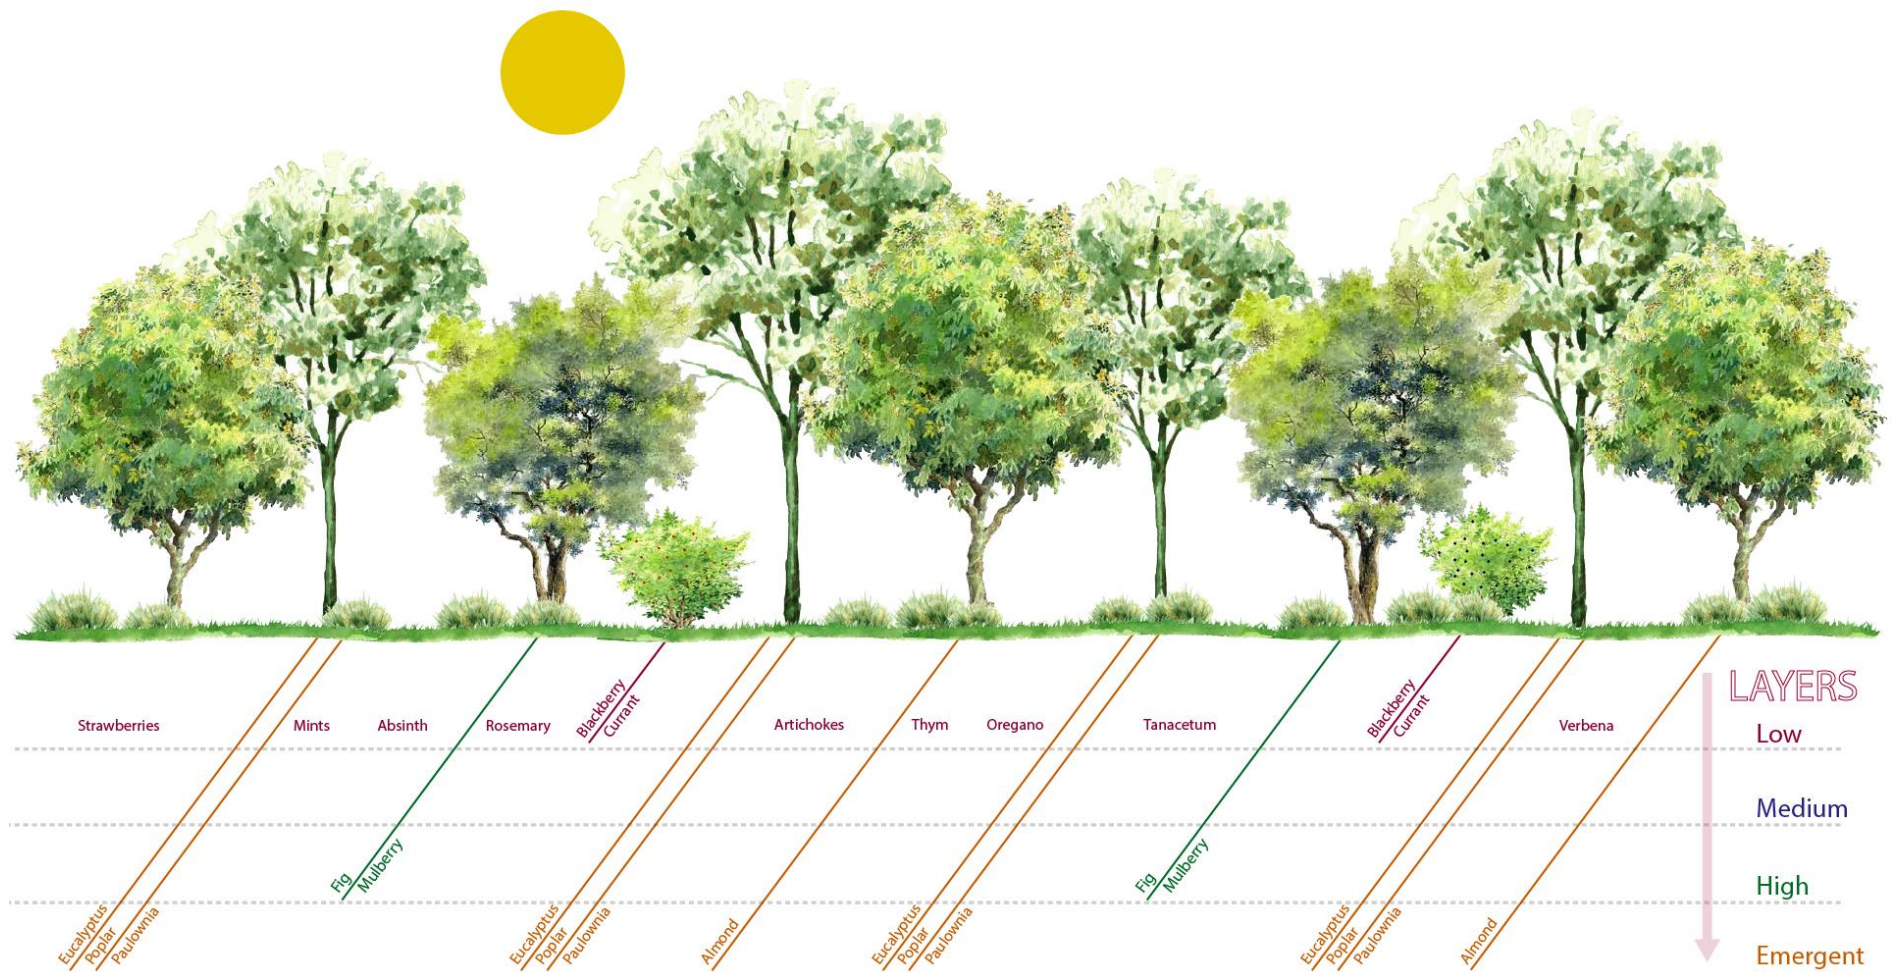 LAYERS
Strawberries
Mints
Absinth
Rosemary
Blackberry
Currant
Artichokes
Thym
Oregano
Tanacetum
Blackberry
Currant
Verbena
Low
Medium
Fig
Mulberry
Fig
Mulberry
High
Eucalyptus
Poplar
Paulownia
Eucalyptus
Poplar
Paulownia
Almond
Eucalyptus
Poplar
Paulownia
Eucalyptus
Poplar
Paulownia
Almond
Emergent